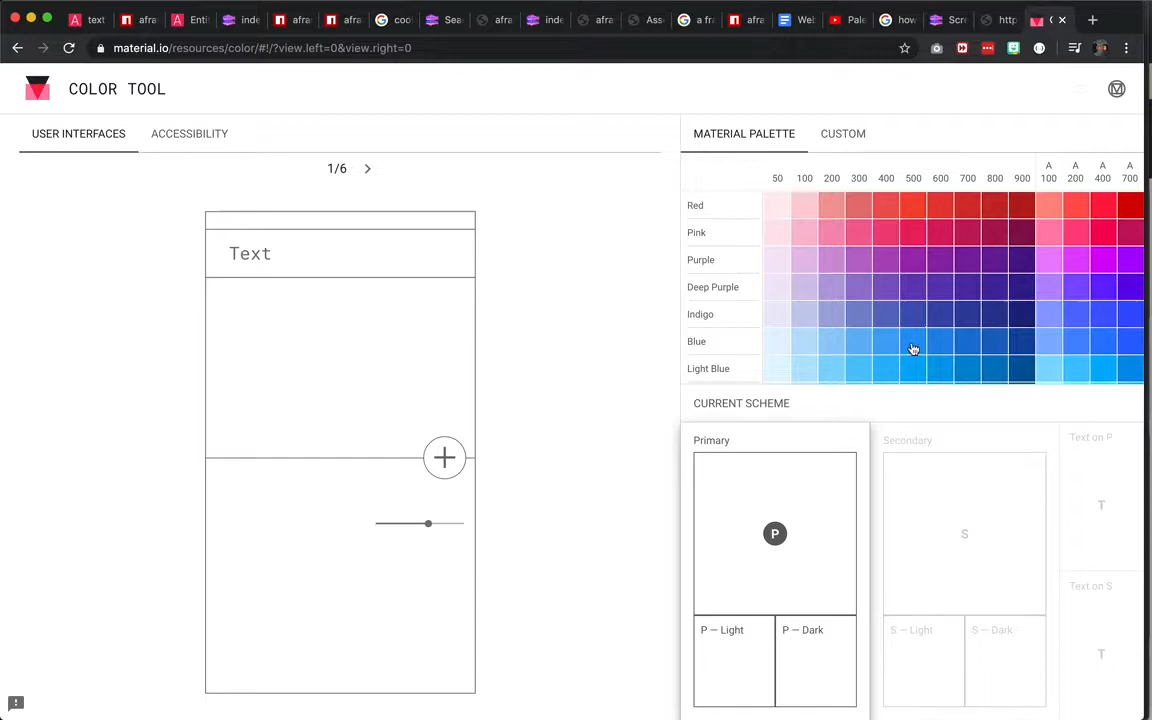 text
afra
Entit
inde
afra
afra
coo
Sea
afra
inde
afra
Ass
a fr
afra
Wel
Pale
how
Scre
http
material.io/resources/color/#!/?view.left=0&view.right=0
COLOR TOOL
USER INTERFACES
ACCESSIBILITY
1/6
Text
MATERIAL PALETTE
CUSTOM
50 100 200 300 400 500 600 700 800 900 A 100 A 200 A 400 A 700
Red
Pink
Purple
Deep Purple
Indigo
Blue
Light Blue
CURRENT SCHEME
Primary
P
P — Light
P — Dark
Secondary
S
S — Light
S — Dark
Text on P
T
Text on S
T